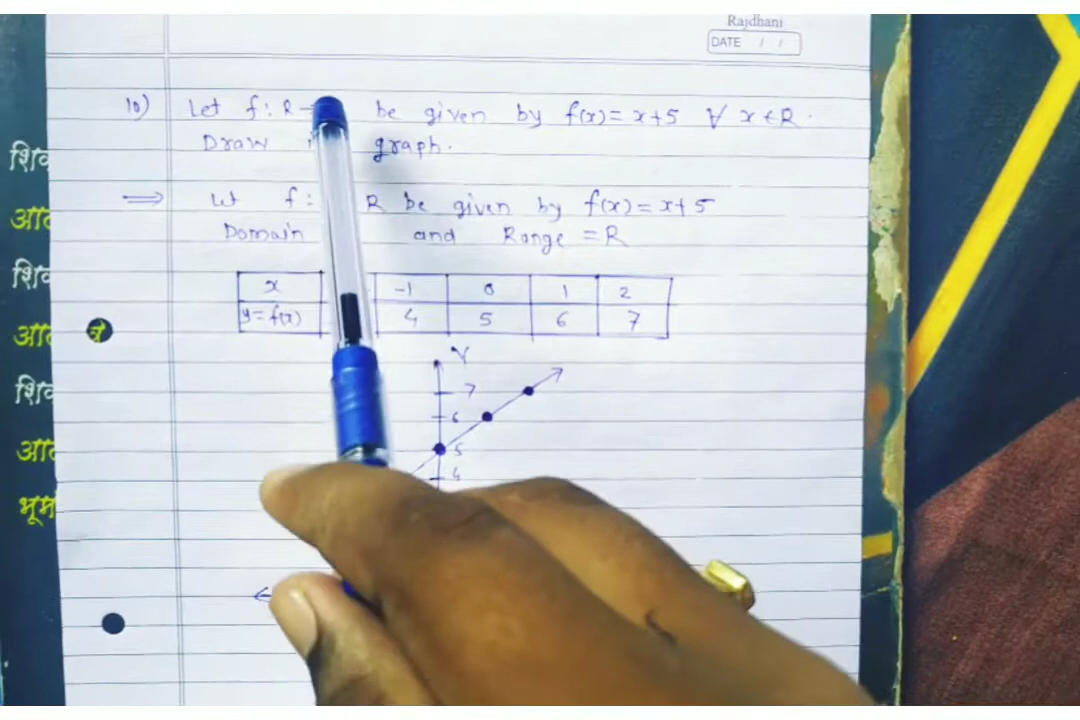 Rajdhani
DATE / /
10) Let f: R → be given by f(x) = x+5 ∀ x ∈ R.
Draw graph.
⟹ Let f: R be given by f(x) = x+5
Domain and Range = R
x -1 0 1 2
y = f(x) 4 5 6 7
Y
7
6
5
4
शिव
आ
शि
आ
वे
शि
आ
भूम